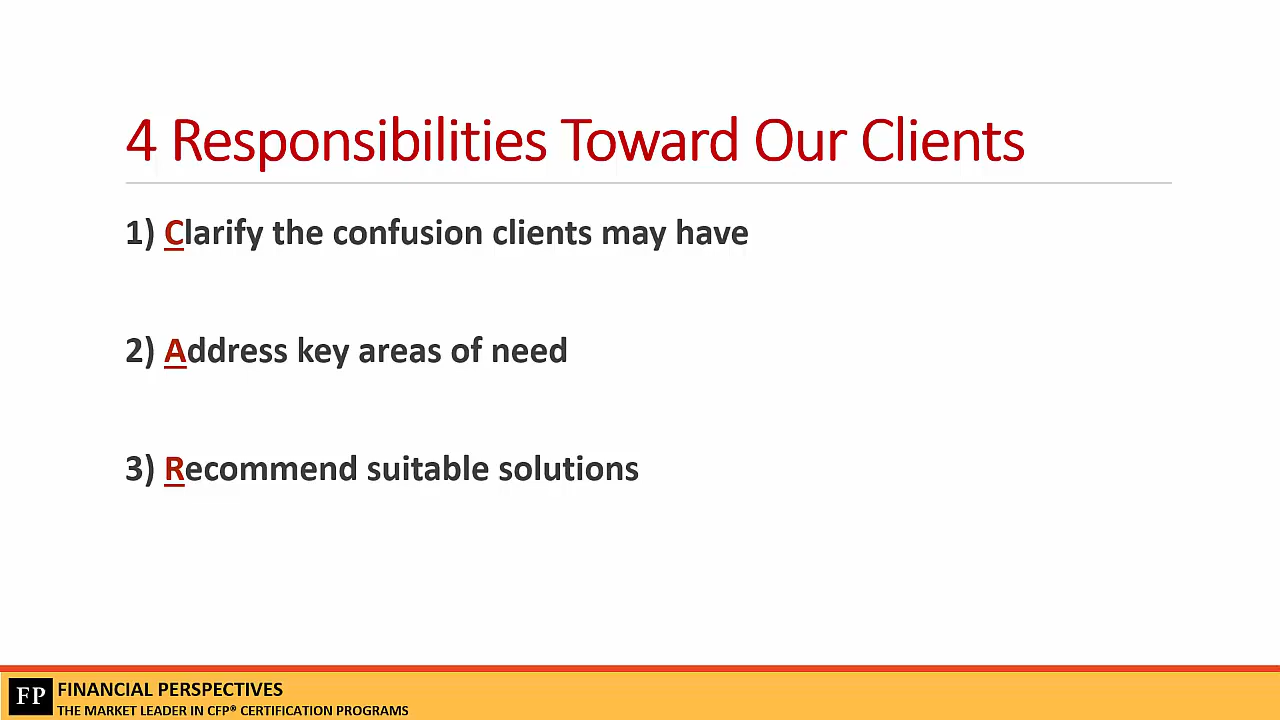 4 Responsibilities Toward Our Clients
1) Clarify the confusion clients may have
2) Address key areas of need
3) Recommend suitable solutions
FP
FINANCIAL PERSPECTIVES
THE MARKET LEADER IN CFP® CERTIFICATION PROGRAMS